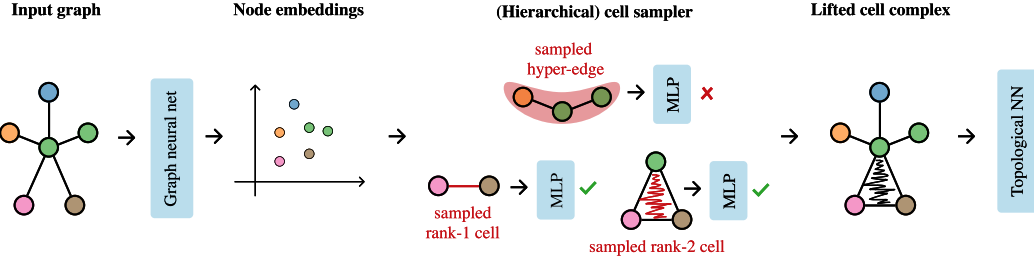 Input graph
Node embeddings
(Hierarchical) cell sampler
Lifted cell complex
Graph neural net
sampled
hyper-edge
MLP
sampled
rank-1 cell
MLP
sampled rank-2 cell
MLP
Topological NN